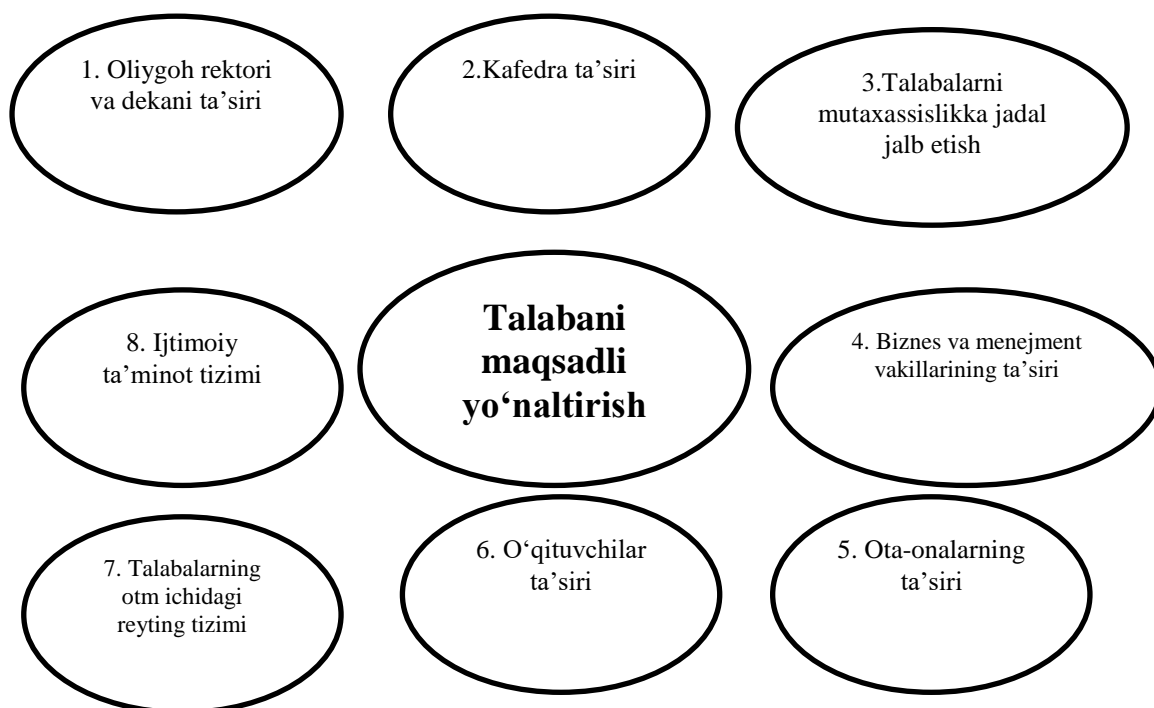 1. Oliygoh rektori
va dekani ta’siri
2.Kafedra ta’siri
3.Talabalarni
mutaxassislikka jadal
jalb etish
8. Ijtimoiy
ta’minot tizimi
Talabani
maqsadli
yo‘naltirish
4. Biznes va menejment
vakillarining ta’siri
7. Talabalarning
otm ichidagi
reyting tizimi
6. O‘qituvchilar
ta’siri
5. Ota-onalarning
ta’siri